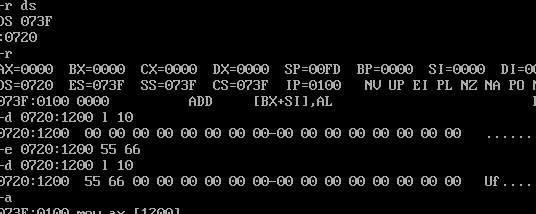 -r ds
DS 073F
:0720
-r
AX=0000 BX=0000 CX=0000 DX=0000 SP=00FD BP=0000 SI=0000 DI=00
DS=0720 ES=073F SS=073F CS=073F IP=0100 NV UP EI PL NZ NA PO N
073F:0100 0000 ADD [BX+SI],AL
-d 0720:1200 l 10
0720:1200 00 00 00 00 00 00 00 00-00 00 00 00 00 00 00 00 ......
-e 0720:1200 55 66
-d 0720:1200 l 10
0720:1200 55 66 00 00 00 00 00 00-00 00 00 00 00 00 00 00 Uf....
-a
073F:0100 mov ax,[1200]